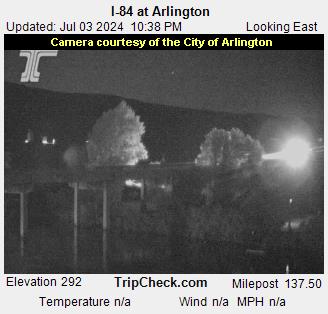 I-84 at Arlington
Updated: Jul 03 2024 10:38 PM Looking East
Camera courtesy of the City of Arlington
Elevation 292 TripCheck.com Milepost 137.50
Temperature n/a Wind n/a MPH n/a